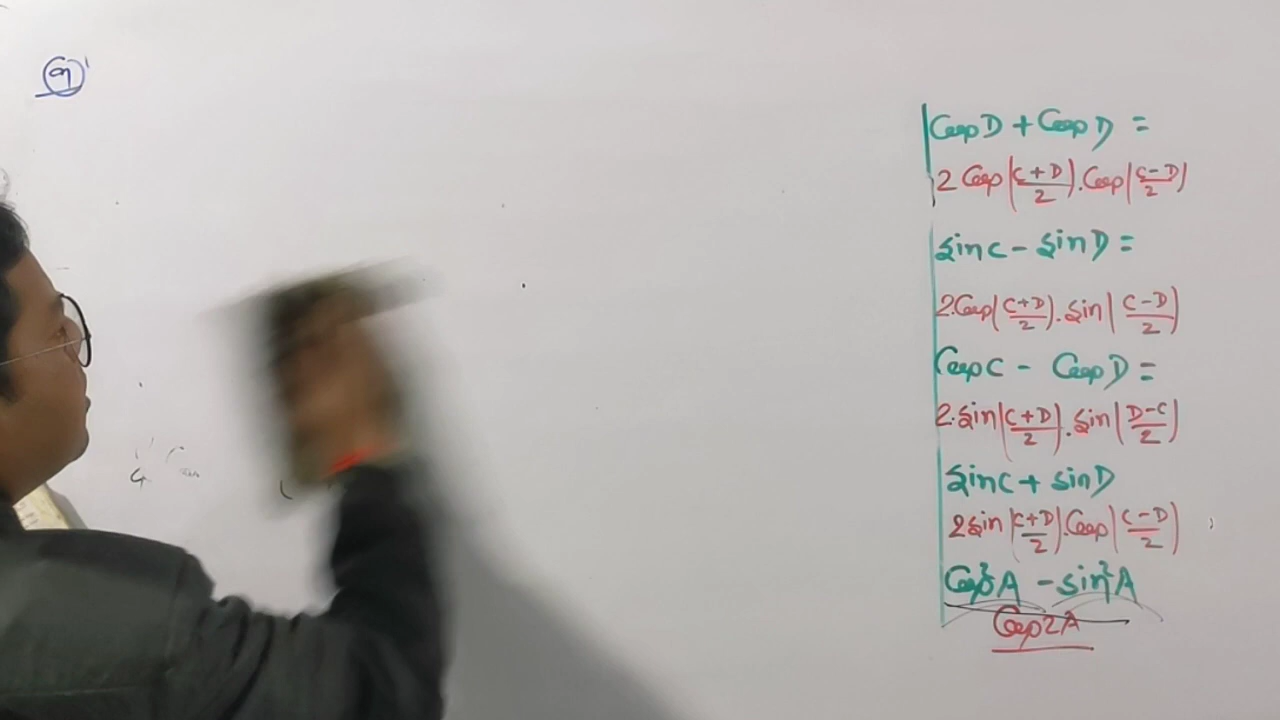 CosD + CosD =
2 Cos(C+D/2).Cos(C-D/2)
sinc - sinD =
2.Cos(C+D/2).sin(C-D/2)
CosC - CosD =
2.sin(C+D/2).sin(D-C/2)
sinC + sinD
2sin(C+D/2).Cos(C-D/2)
Cos²A - sin²A
Cos2A